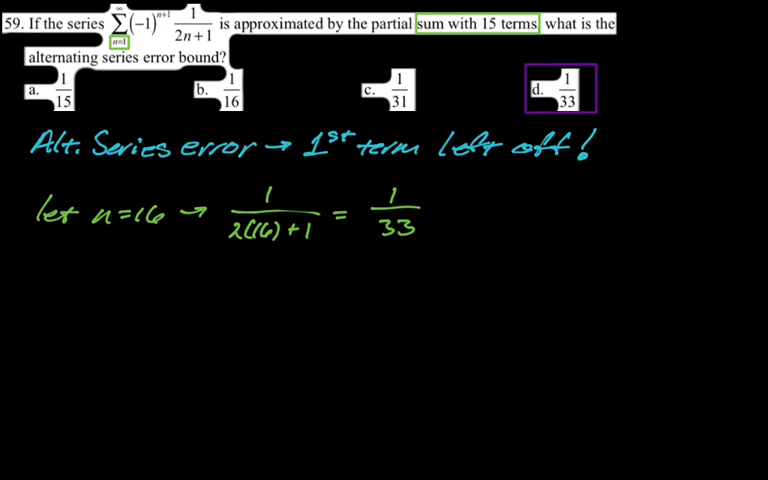 59. If the series ∞ ∑ n=1 (−1)^{n+1} 1/(2n+1) is approximated by the partial sum with 15 terms what is the
alternating series error bound?
a. 1/15 b. 1/16 c. 1/31 d. 1/33
Alt. Series error → 1st term left off!
let n=16 → 1/(2(16)+1) = 1/33